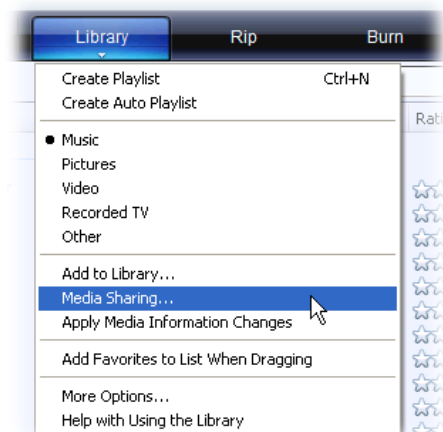 Library Rip Burn
Create Playlist Ctrl+N
Create Auto Playlist
Rati
Music
Pictures
Video
Recorded TV
Other
Add to Library...
Media Sharing...
Apply Media Information Changes
Add Favorites to List When Dragging
More Options...
Help with Using the Library